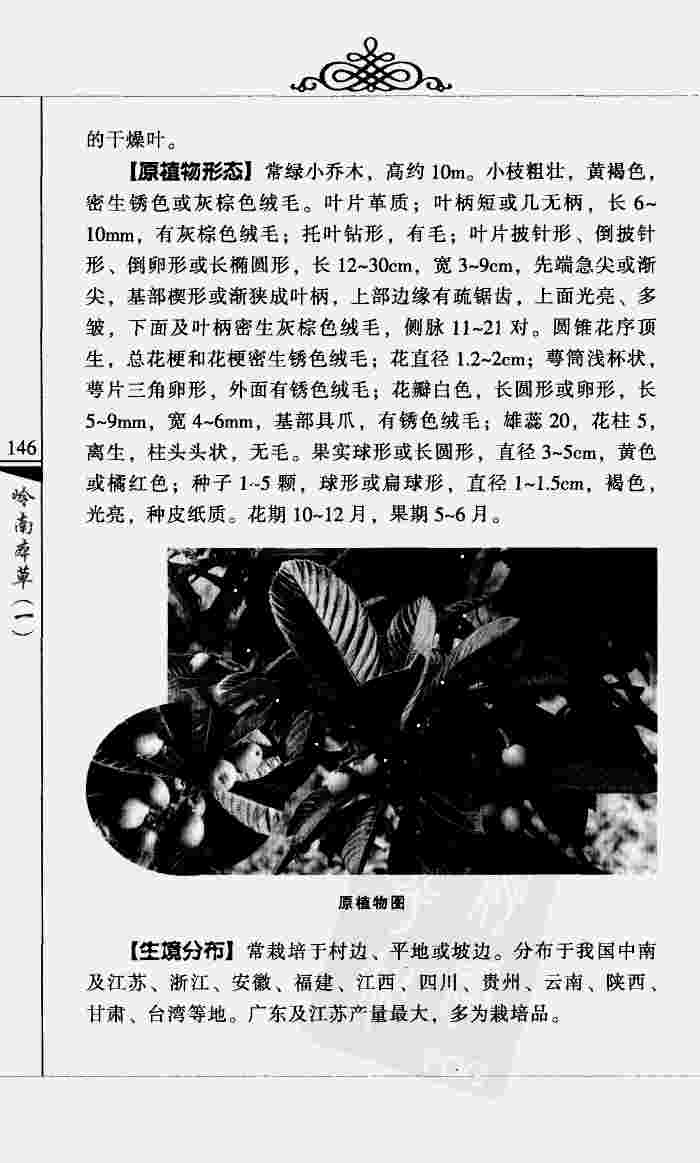 的干燥叶。
【原植物形态】常绿小乔木，高约 10m。小枝粗壮，黄褐色，
密生锈色或灰棕色绒毛。叶片革质；叶柄短或几无柄，长 6~
10mm，有灰棕色绒毛；托叶钻形，有毛；叶片披针形、倒披针
形、倒卵形或长椭圆形，长 12~30cm，宽 3~9cm，先端急尖或渐
尖，基部楔形或渐狭成叶柄，上部边缘有疏锯齿，上面光亮、多
皱，下面及叶柄密生灰棕色绒毛，侧脉 11~21 对。圆锥花序顶
生，总花梗和花梗密生锈色绒毛；花直径 1.2~2cm；萼筒浅杯状，
萼片三角卵形，外面有锈色绒毛；花瓣白色，长圆形或卵形，长
5~9mm，宽 4~6mm，基部具爪，有锈色绒毛；雄蕊 20，花柱 5，
离生，柱头头状，无毛。果实球形或长圆形，直径 3~5cm，黄色
或橘红色；种子 1~5 颗，球形或扁球形，直径 1~1.5cm，褐色，
光亮，种皮纸质。花期 10~12 月，果期 5~6 月。
146
岭南本草（一）
原植物图
【生境分布】常栽培于村边、平地或坡边。分布于我国中南
及江苏、浙江、安徽、福建、江西、四川、贵州、云南、陕西、
甘肃、台湾等地。广东及江苏产量最大，多为栽培品。